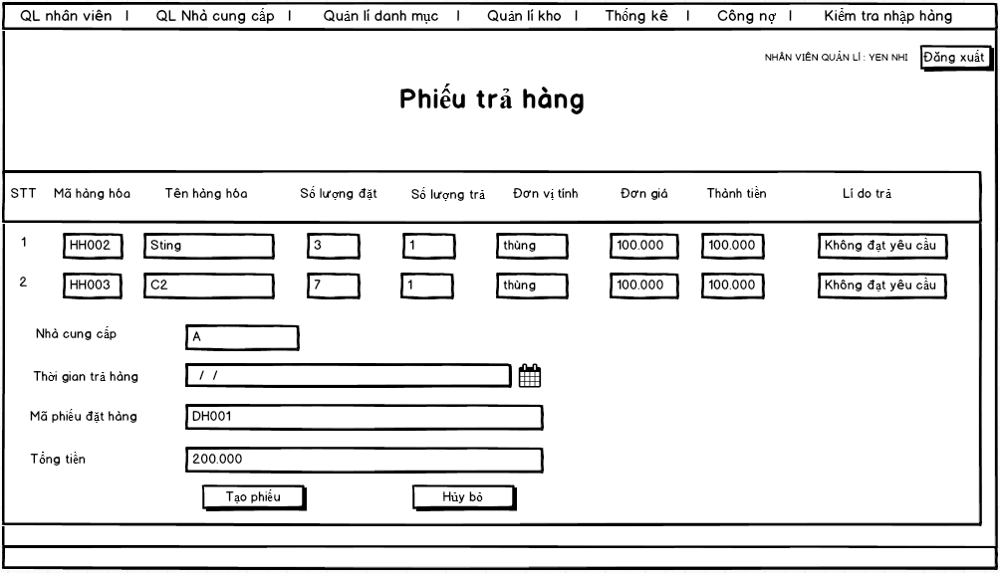 QL nhân viên I QL Nhà cung cấp I Quản lí danh mục I Quản lí kho I Thống kê I Công nợ I Kiểm tra nhập hàng
NHÂN VIÊN QUẢN LÍ : YEN NHI Đăng xuất
Phiếu trả hàng
STT Mã hàng hóa Tên hàng hóa Số lượng đặt Số lượng trả Đơn vị tính Đơn giá Thành tiền Lí do trả
1 HH002 Sting 3 1 thùng 100.000 100.000 Không đạt yêu cầu
2 HH003 C2 7 1 thùng 100.000 100.000 Không đạt yêu cầu
Nhà cung cấp A
Thời gian trả hàng / /
Mã phiếu đặt hàng DH001
Tổng tiền 200.000
Tạo phiếu Hủy bỏ